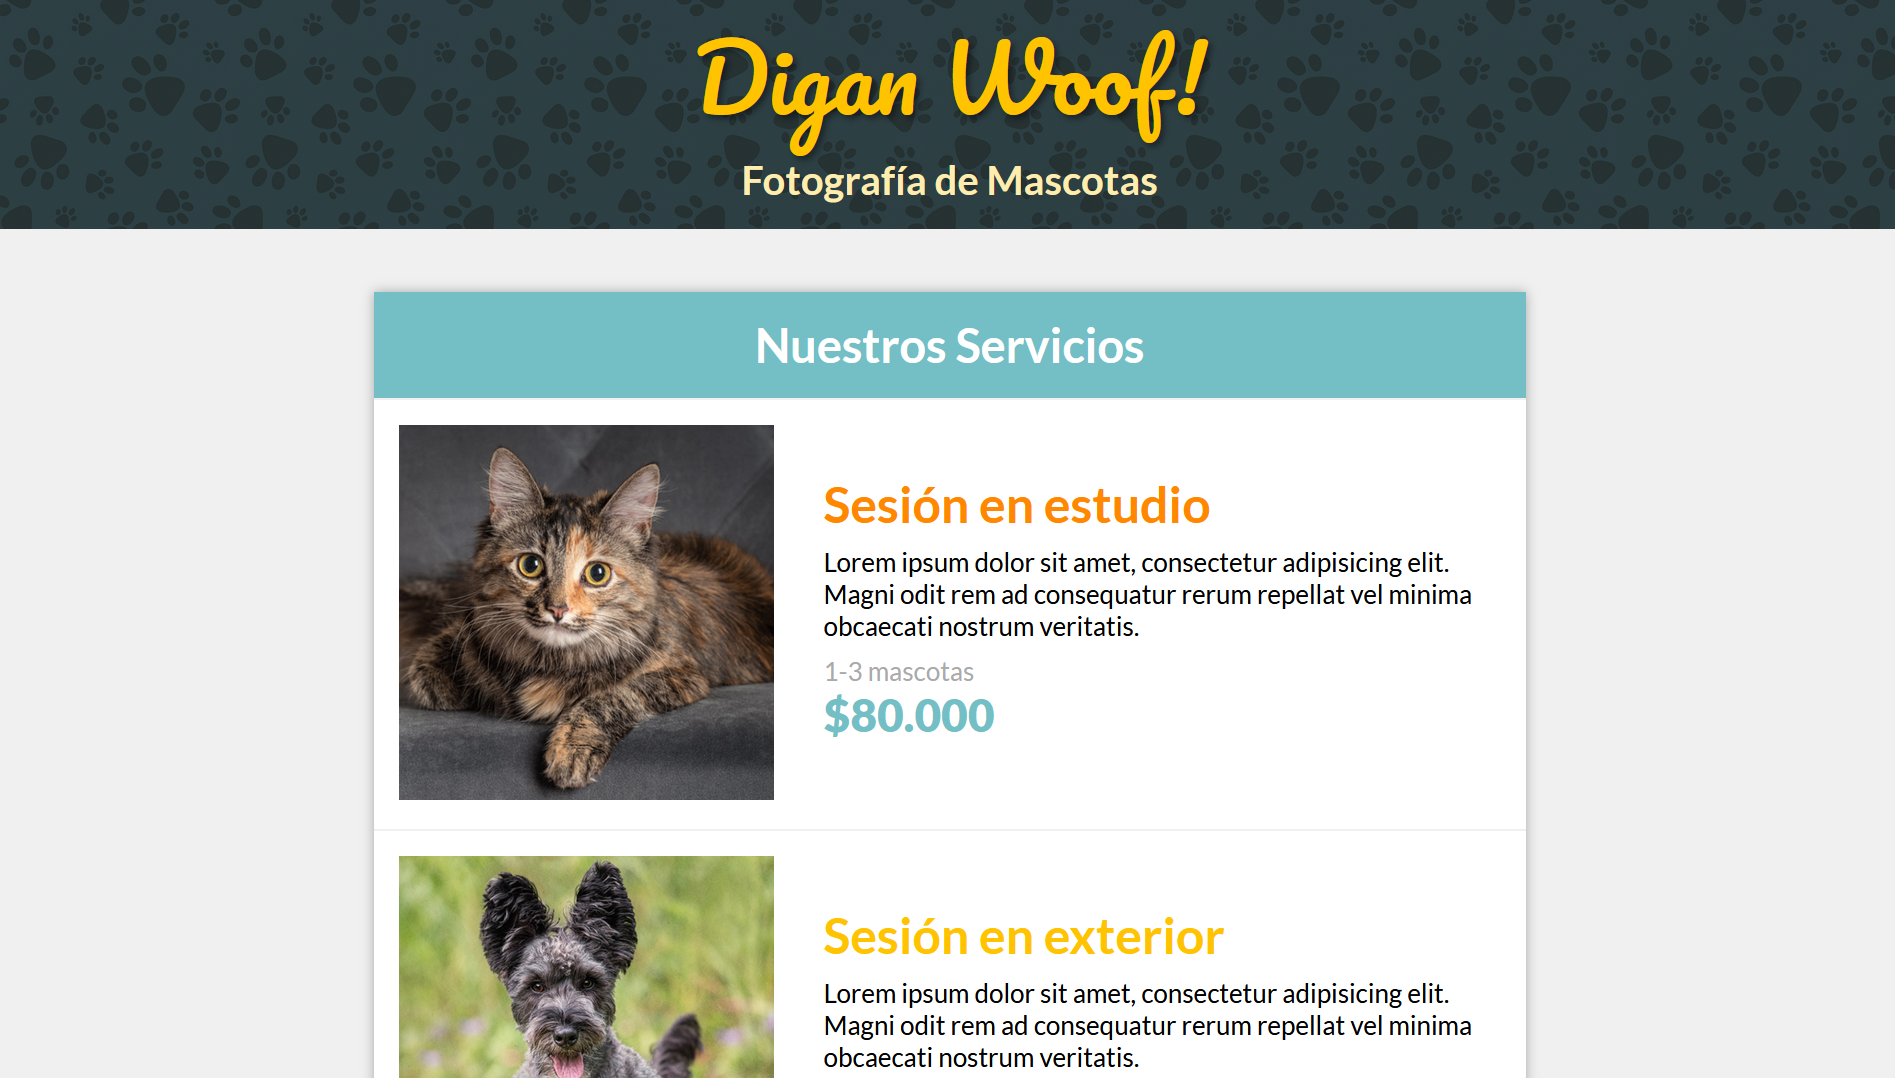 Digan Woof!
Fotografía de Mascotas
Nuestros Servicios
Sesión en estudio
Lorem ipsum dolor sit amet, consectetur adipisicing elit.
Magni odit rem ad consequatur rerum repellat vel minima
obcaecati nostrum veritatis.
1-3 mascotas
$80.000
Sesión en exterior
Lorem ipsum dolor sit amet, consectetur adipisicing elit.
Magni odit rem ad consequatur rerum repellat vel minima
obcaecati nostrum veritatis.